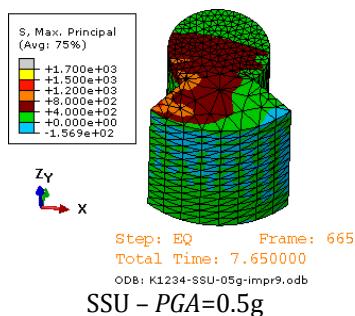 S, Max. Principal
(Avg: 75%)
+1.700e+03
+1.500e+03
+1.200e+03
+8.000e+02
+4.000e+02
+0.000e+00
-1.569e+02
Z Y
X
Step: EQ Frame: 665
Total Time: 7.650000
ODB: K1234-SSU-05g-impr9.odb
SSU – PGA=0.5g